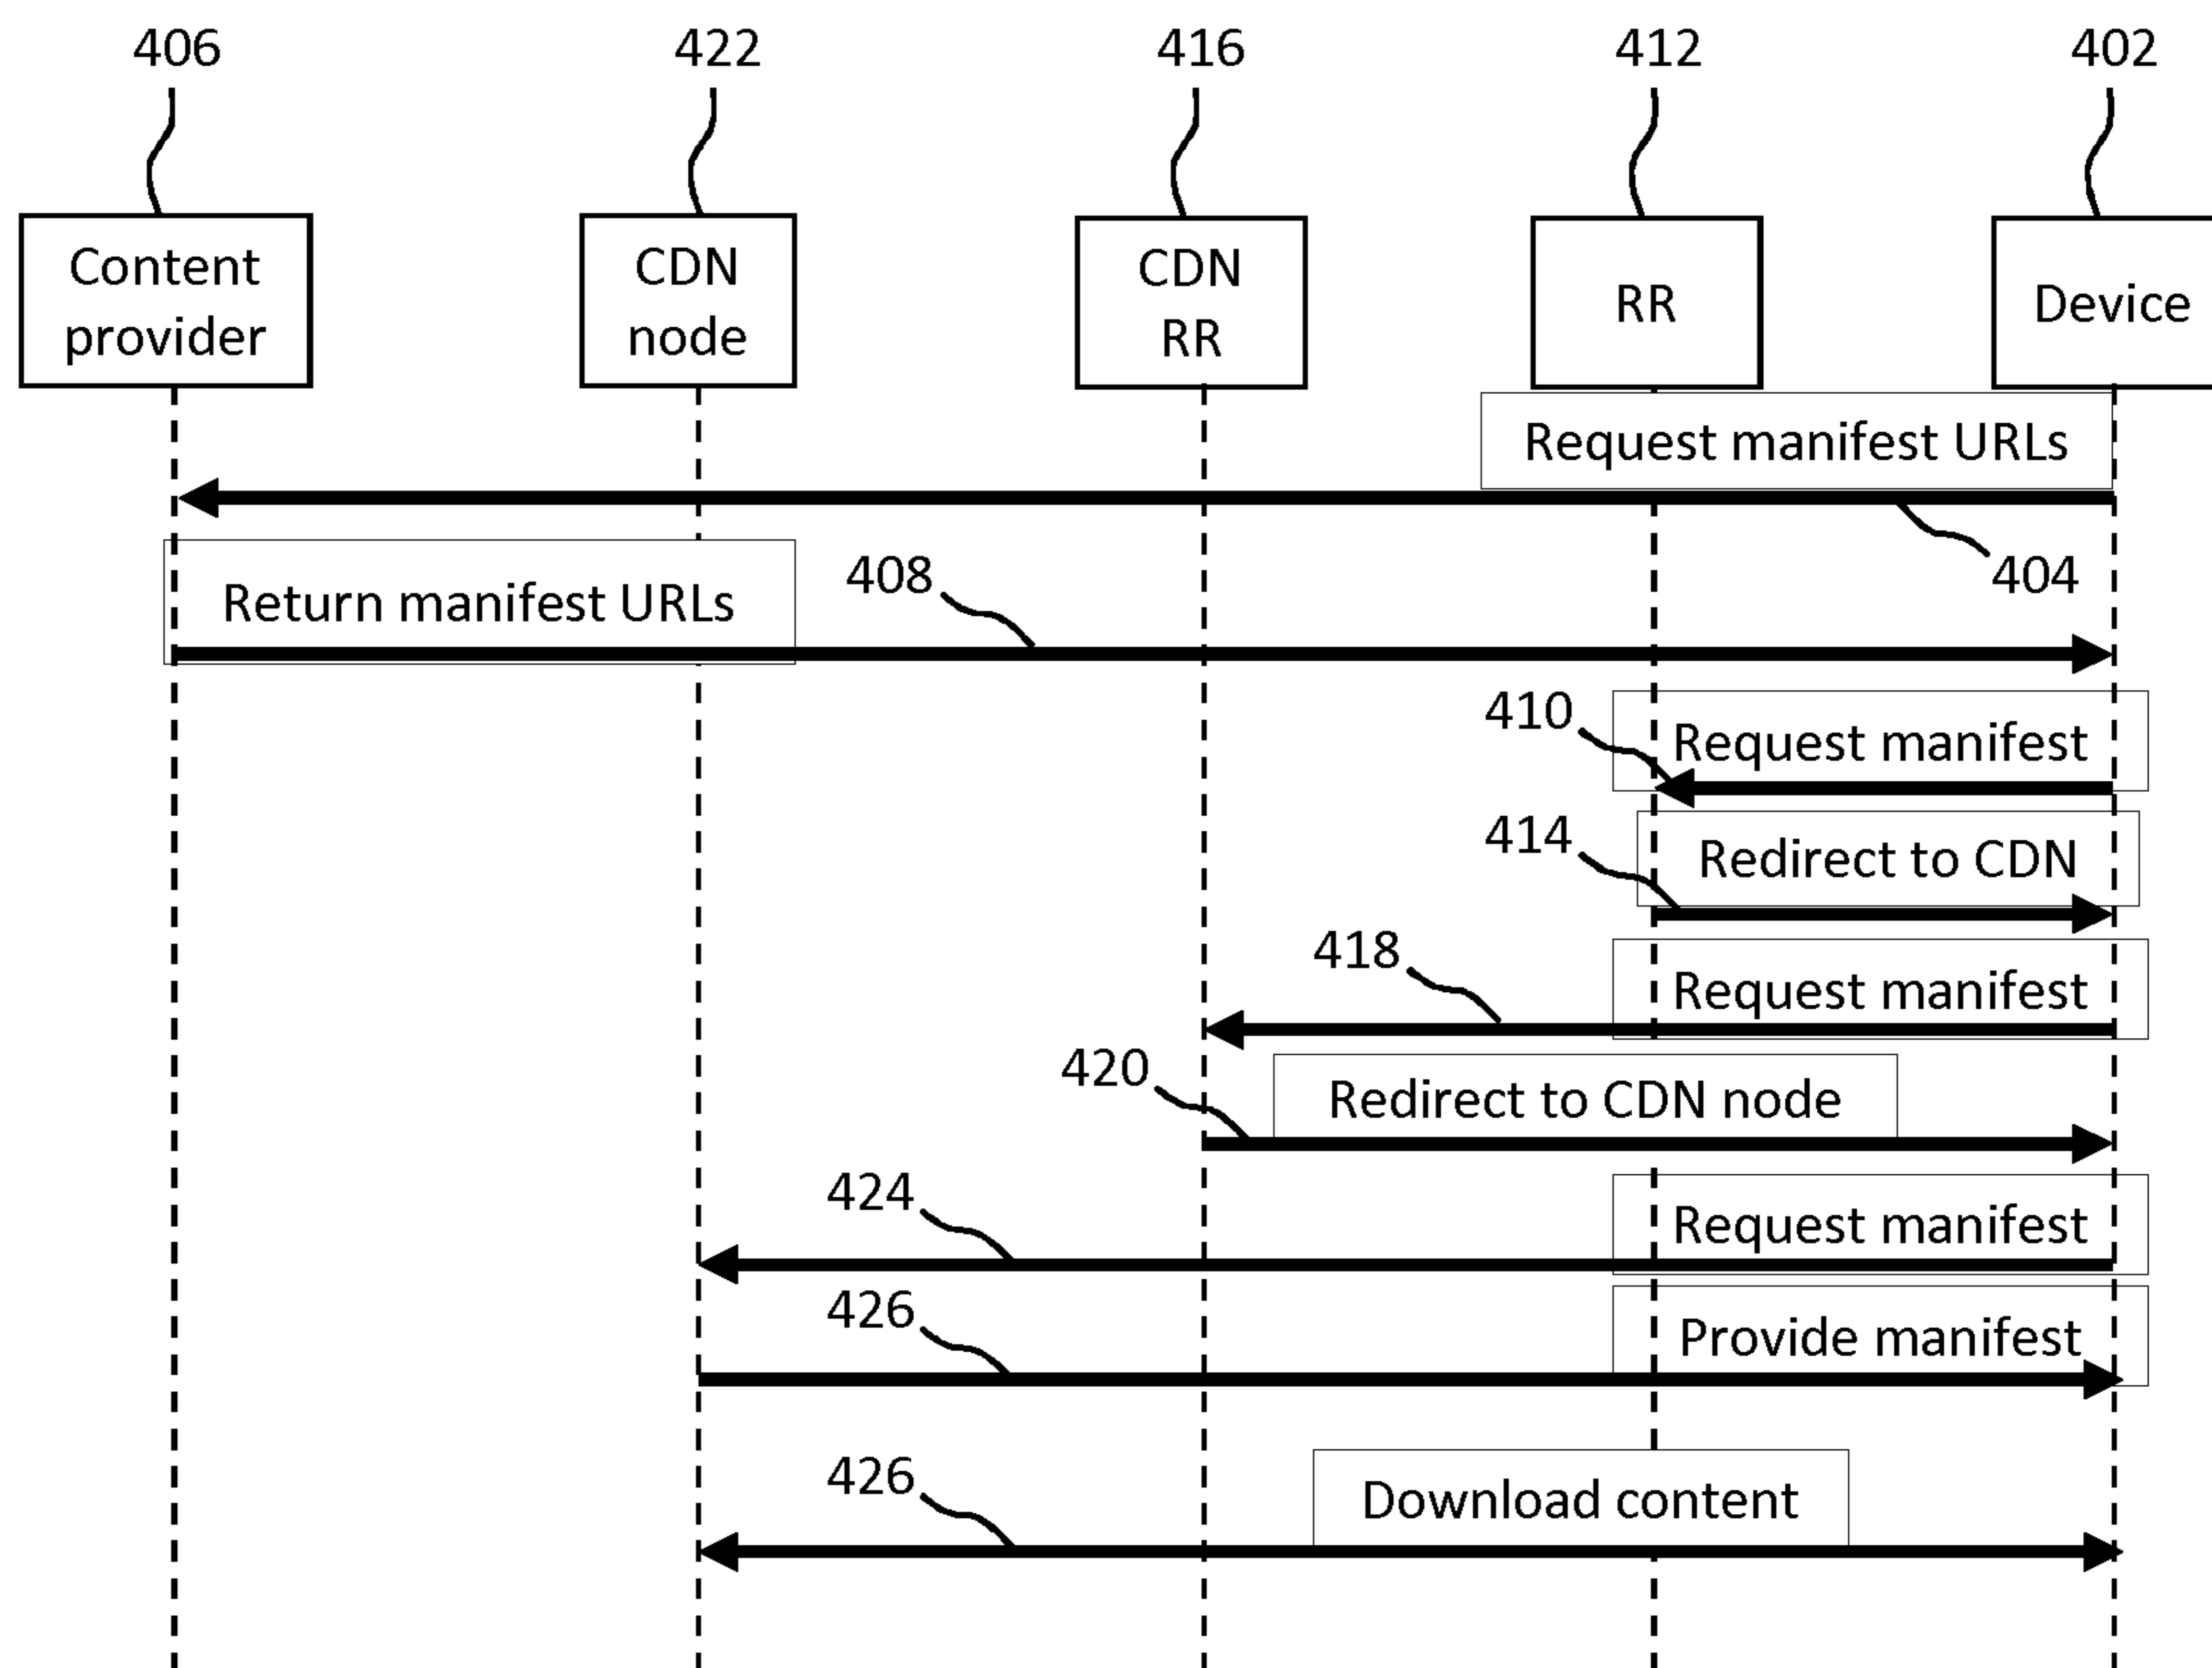 406
422
416
412
402
Content
provider
CDN
node
CDN
RR
RR
Device
Request manifest URLs
404
Return manifest URLs
408
410
Request manifest
414
Redirect to CDN
418
Request manifest
420
Redirect to CDN node
424
Request manifest
426
Provide manifest
426
Download content